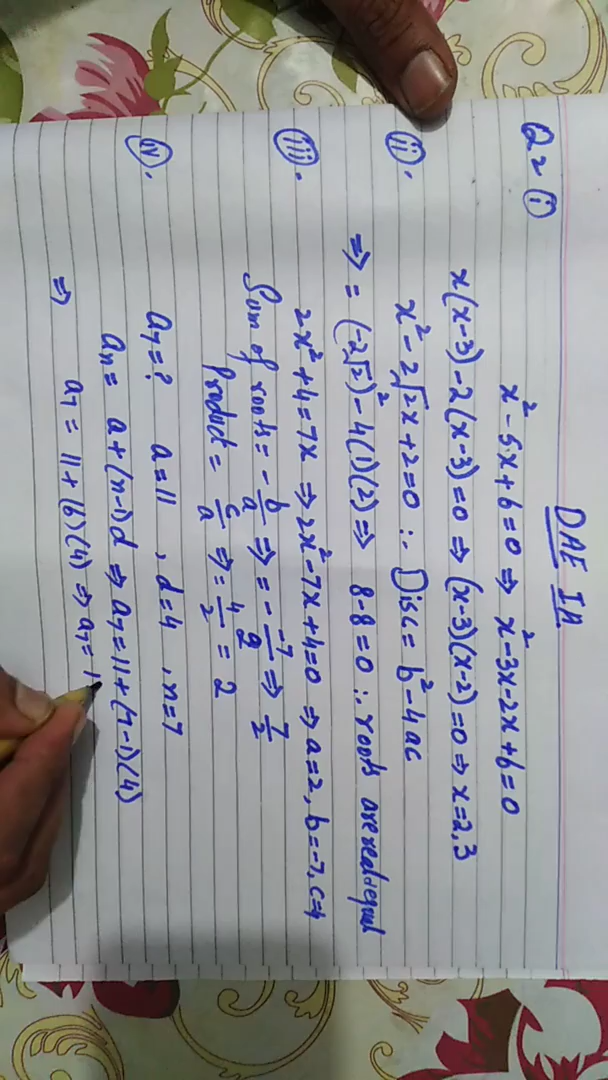 DAE IA
Q2 (i) x² - 5x + 6 = 0 ⇒ x² - 3x - 2x + 6 = 0
x(x-3) - 2(x-3) = 0 ⇒ (x-3)(x-2) = 0 ⇒ x = 2, 3
(ii). x² - 2√2x + 2 = 0 ∴ Disc = b² - 4ac
⇒ = (-2√2)² - 4(1)(2) ⇒ 8 - 8 = 0 ∴ roots are real & equal
(iii). 2x² + 4 = 7x ⇒ 2x² - 7x + 4 = 0 ⇒ a = 2, b = -7, c = 4
Sum of roots = - b/a ⇒ = - -7/2 ⇒ 7/2
Product = c/a ⇒ = 4/2 = 2
(iv). a₇ = ? a = 11 , d = 4 , n = 7
aₙ = a + (n-1)d ⇒ a₇ = 11 + (7-1)(4)
⇒ a₇ = 11 + (6)(4) ⇒ a₇ = 1